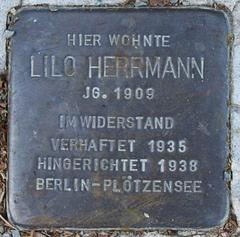 HIER WOHNTE
LILO HERRMANN
JG. 1909
IM WIDERSTAND
VERHAFTET 1935
HINGERICHTET 1938
BERLIN-PLÖTZENSEE